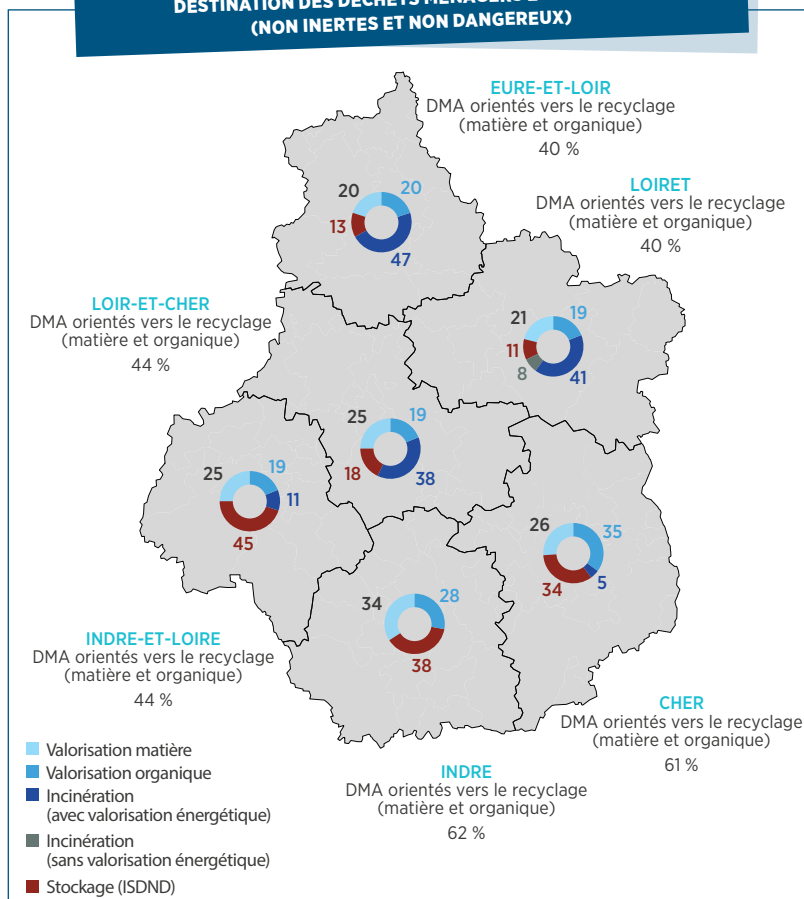 (NON INERTES ET NON DANGEREUX)
EURE-ET-LOIR
DMA orientés vers le recyclage
(matière et organique)
40 %
20
20
13
47
LOIRET
DMA orientés vers le recyclage
(matière et organique)
40 %
21
19
11
8
41
LOIR-ET-CHER
DMA orientés vers le recyclage
(matière et organique)
44 %
25
19
18
38
25
19
11
45
26
35
34
5
34
28
38
INDRE-ET-LOIRE
DMA orientés vers le recyclage
(matière et organique)
44 %
CHER
DMA orientés vers le recyclage
(matière et organique)
61 %
INDRE
DMA orientés vers le recyclage
(matière et organique)
62 %
Valorisation matière
Valorisation organique
Incinération
(avec valorisation énergétique)
Incinération
(sans valorisation énergétique)
Stockage (ISDND)